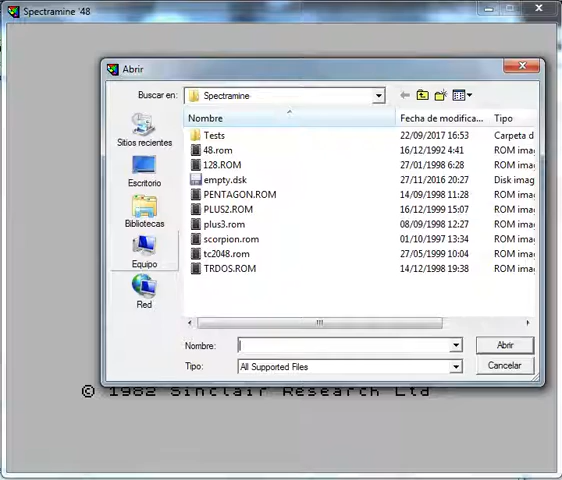 Spectramine '48
Abrir
Buscar en: Spectramine
Nombre Fecha de modifica... Tipo
Tests 22/09/2017 16:53 Carpeta d
48.rom 16/12/1992 4:41 ROM imag
128.ROM 27/01/1998 6:28 ROM imag
empty.dsk 27/11/2016 20:27 Disk imag
PENTAGON.ROM 14/09/1998 11:28 ROM imag
PLUS2.ROM 16/12/1999 15:07 ROM imag
plus3.rom 08/09/1998 12:27 ROM imag
scorpion.rom 01/10/1997 13:34 ROM imag
tc2048.rom 27/05/1999 10:04 ROM imag
TRDOS.ROM 14/12/1998 19:38 ROM imag
Sitios recientes
Escritorio
Bibliotecas
Equipo
Red
Nombre: Abrir
Tipo: All Supported Files Cancelar
© 1982 Sinclair Research Ltd